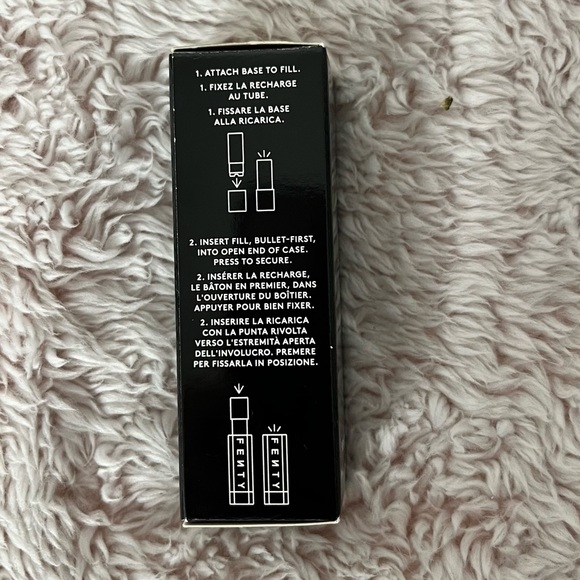 1. ATTACH BASE TO FILL.
1. FIXEZ LA RECHARGE
AU TUBE.
1. FISSARE LA BASE
ALLA RICARICA.
2. INSERT FILL, BULLET-FIRST,
INTO OPEN END OF CASE.
PRESS TO SECURE.
2. INSÉRER LA RECHARGE,
LE BÂTON EN PREMIER, DANS
L'OUVERTURE DU BOÎTIER.
APPUYER POUR BIEN FIXER.
2. INSERIRE LA RICARICA
CON LA PUNTA RIVOLTA
VERSO L'ESTREMITÀ APERTA
DELL'INVOLUCRO. PREMERE
PER FISSARLA IN POSIZIONE.
FENTY
FENTY